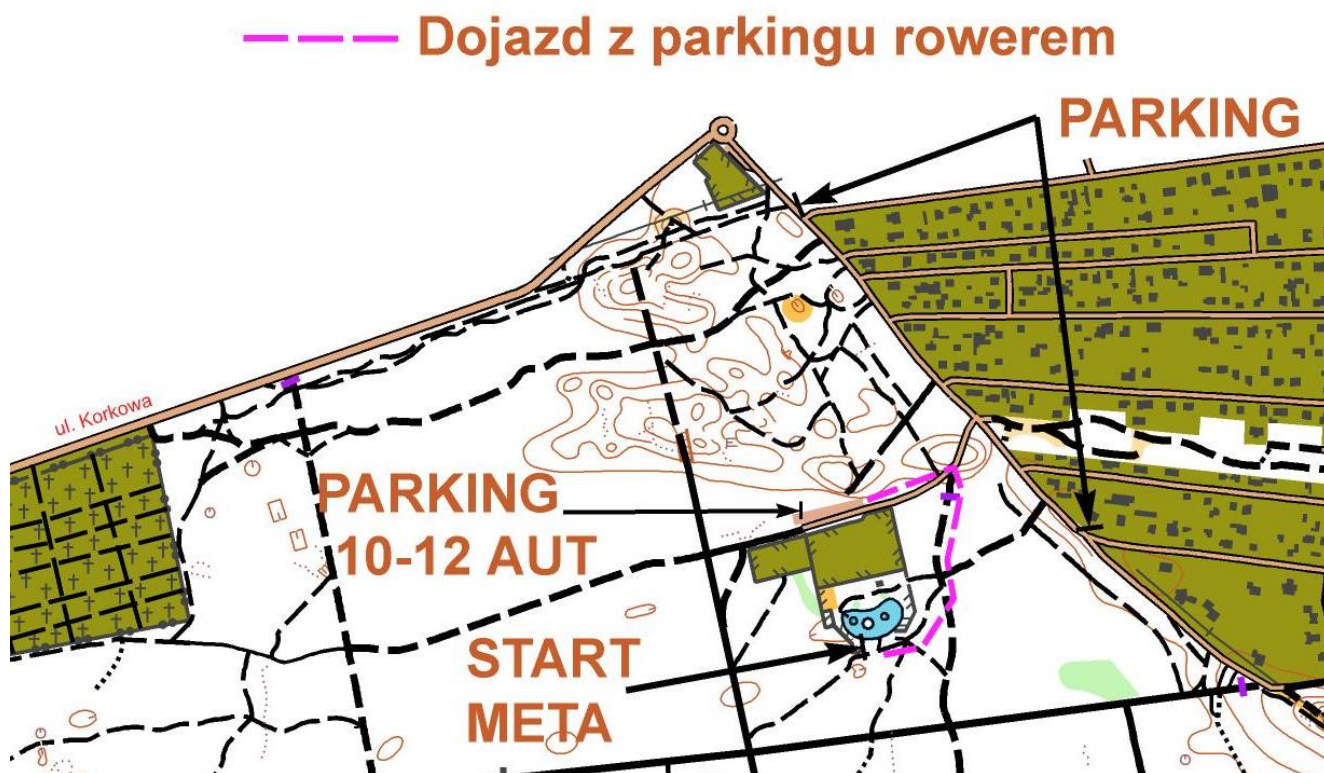 Dojazd z parkingu rowerem
PARKING
ul. Korkowa
PARKING
10-12 AUT
START
META